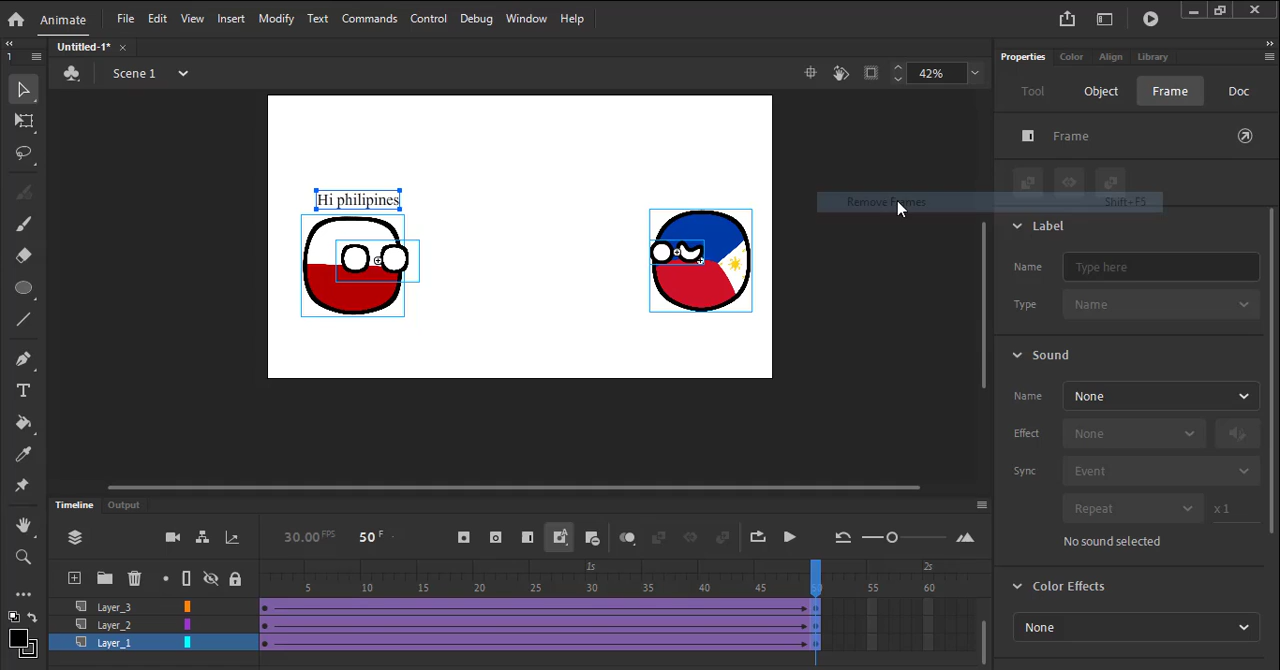 Animate File Edit View Insert Modify Text Commands Control Debug Window Help
Untitled-1* ×
1
Scene 1 42%
Properties Color Align Library
Tool Object Frame Doc
Frame
Remove Frames Shift+F5
Hi philipines
Label
Name Type here
Type Name
Sound
Name None
Effect None
Sync Event
Repeat x 1
No sound selected
Color Effects
None
Timeline Output
30.00 FPS 50 F
1s 2s
5 10 15 20 25 30 35 40 45 50 55 60
Layer_3
Layer_2
Layer_1